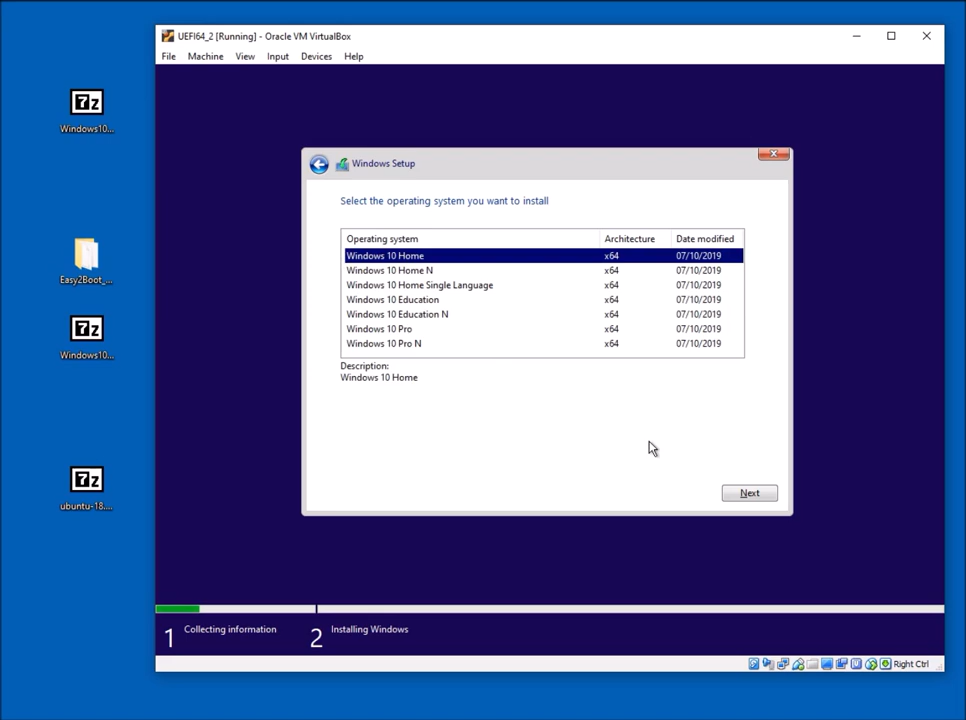 UEFI64_2 [Running] - Oracle VM VirtualBox
File Machine View Input Devices Help
7z
Windows10...
Easy2Boot_...
7z
Windows10...
7z
ubuntu-18....
Windows Setup
Select the operating system you want to install
Operating system Architecture Date modified
Windows 10 Home x64 07/10/2019
Windows 10 Home N x64 07/10/2019
Windows 10 Home Single Language x64 07/10/2019
Windows 10 Education x64 07/10/2019
Windows 10 Education N x64 07/10/2019
Windows 10 Pro x64 07/10/2019
Windows 10 Pro N x64 07/10/2019
Description:
Windows 10 Home
Next
1 Collecting information 2 Installing Windows
Right Ctrl